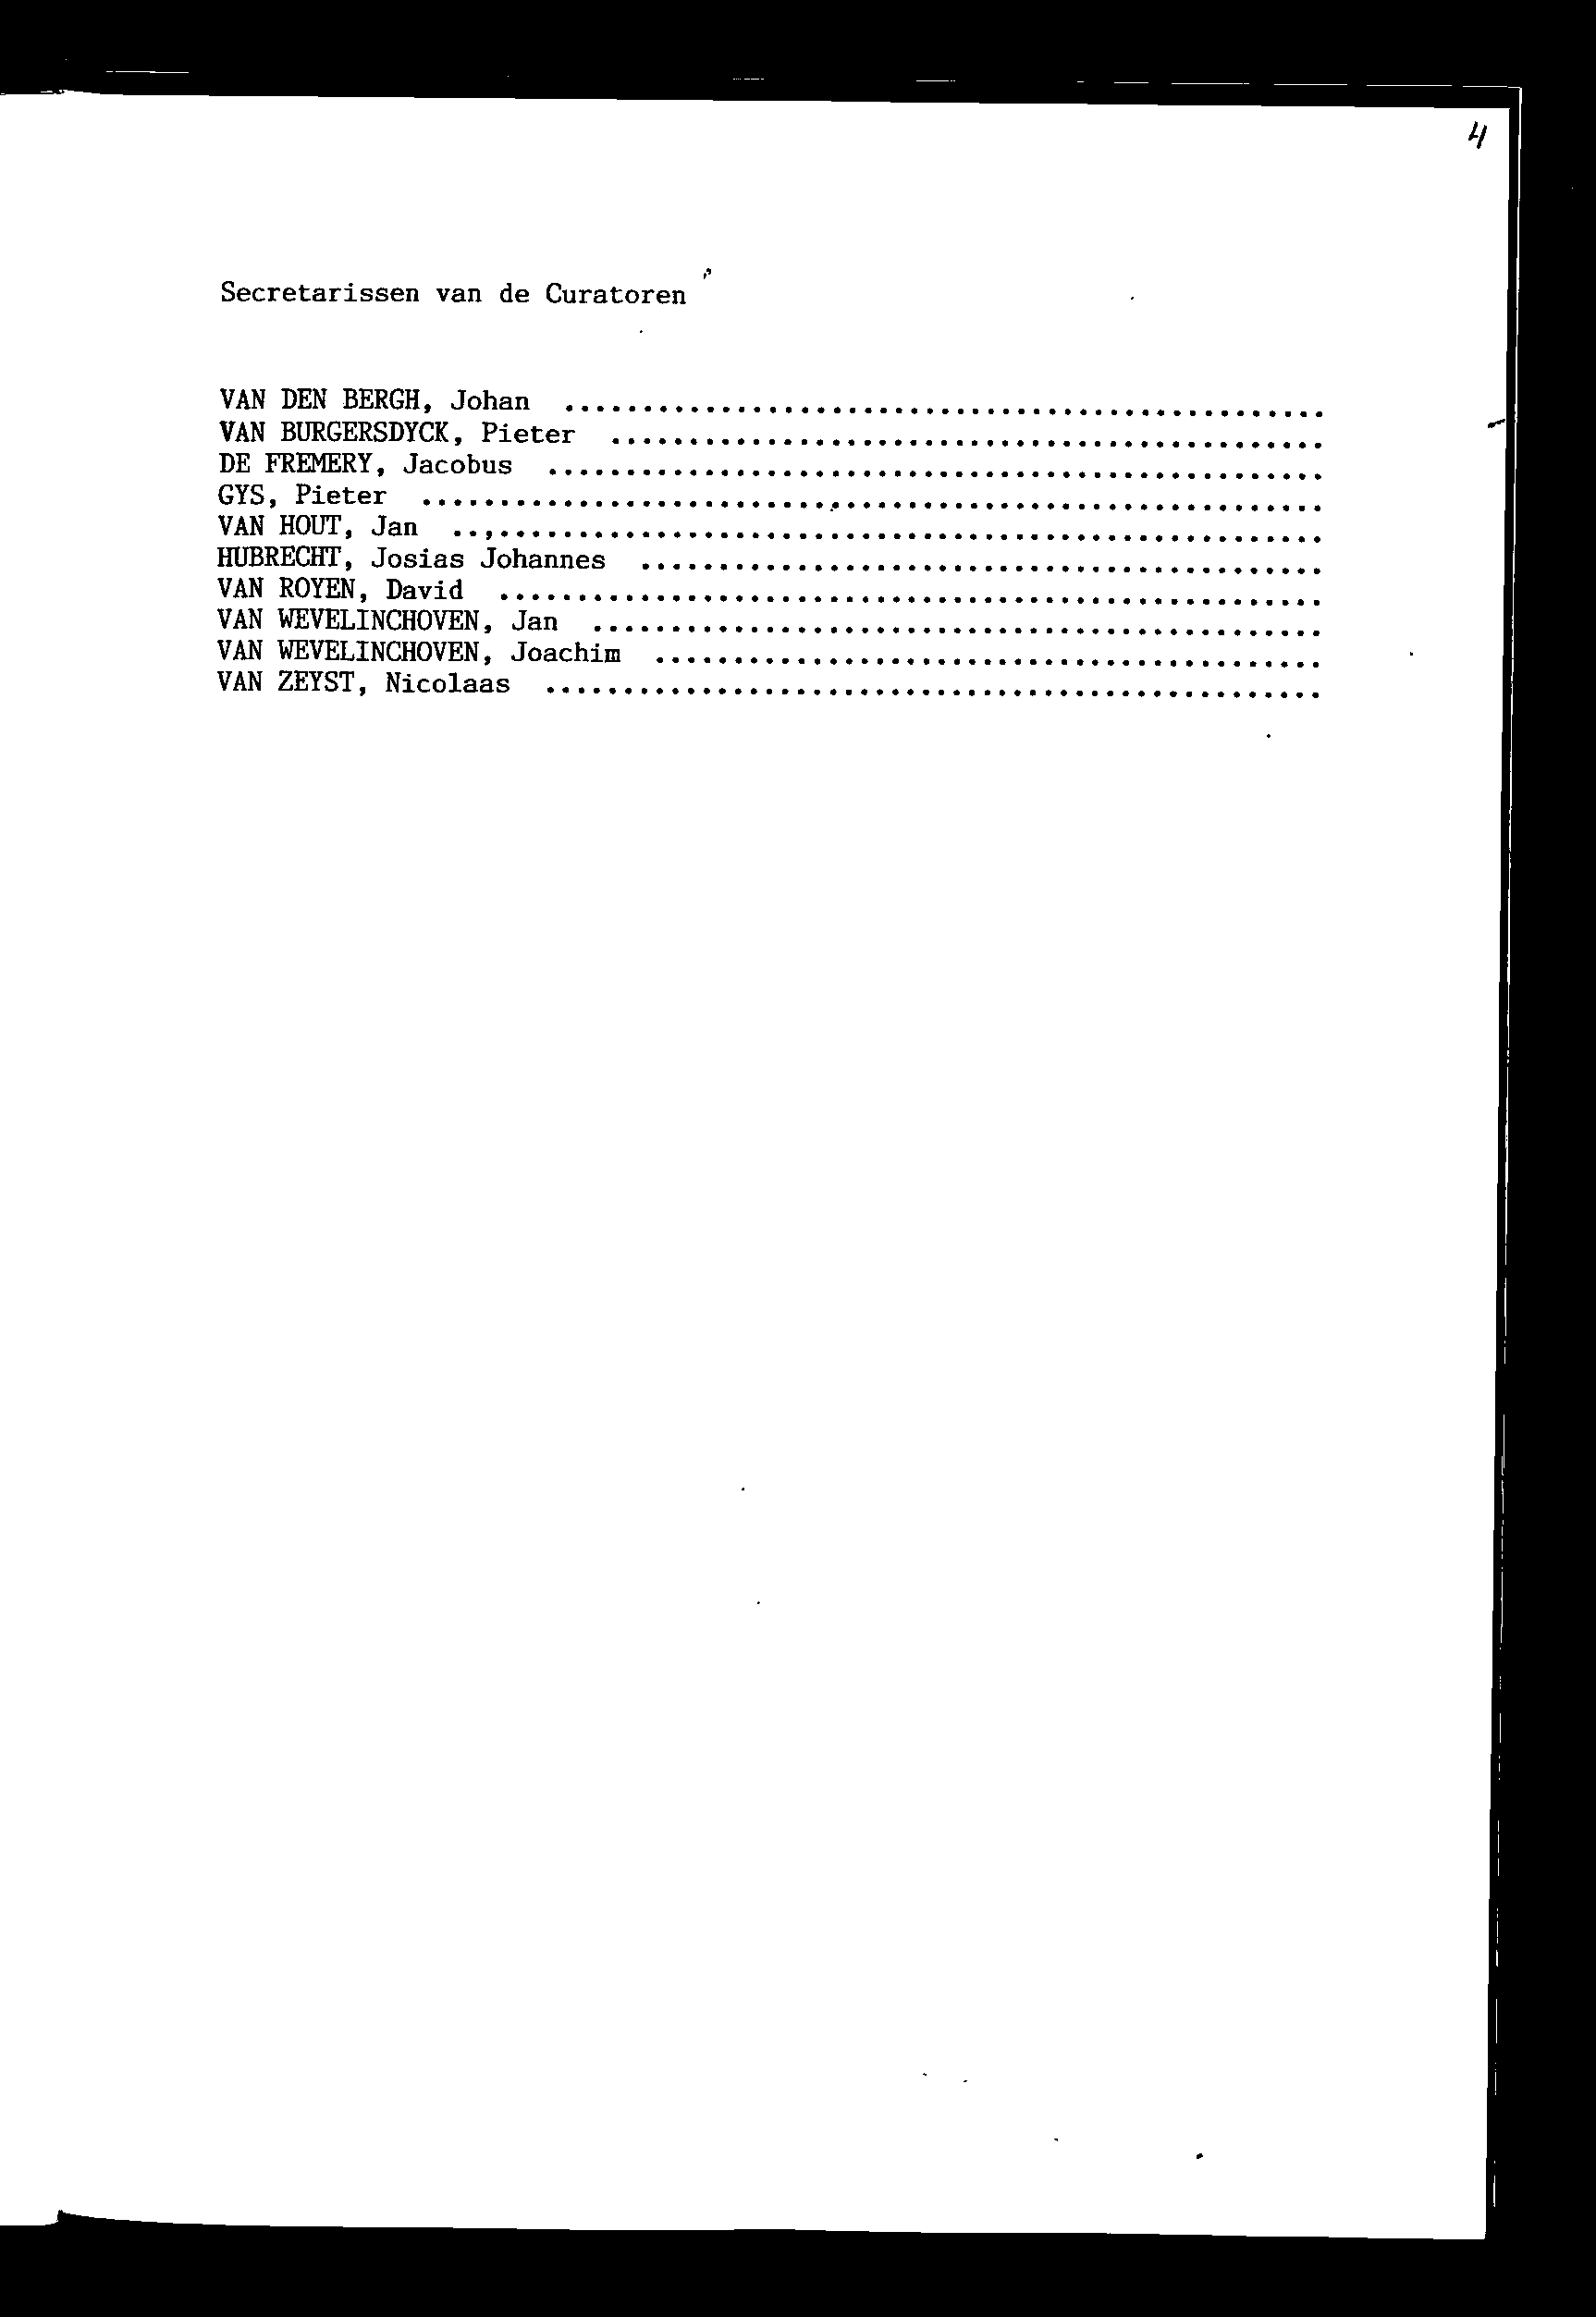 4
Secretarissen van de Curatoren
VAN DEN BERGH, Johan .................................................
VAN BURGERSDYCK, Pieter ..............................................
DE FREMERY, Jacobus ..................................................
GYS, Pieter ..........................................................
VAN HOUT, Jan ..,.....................................................
HUBRECHT, Josias Johannes ............................................
VAN ROYEN, David .....................................................
VAN WEVELINCHOVEN, Jan ...............................................
VAN WEVELINCHOVEN, Joachim ...........................................
VAN ZEYST, Nicolaas ..................................................